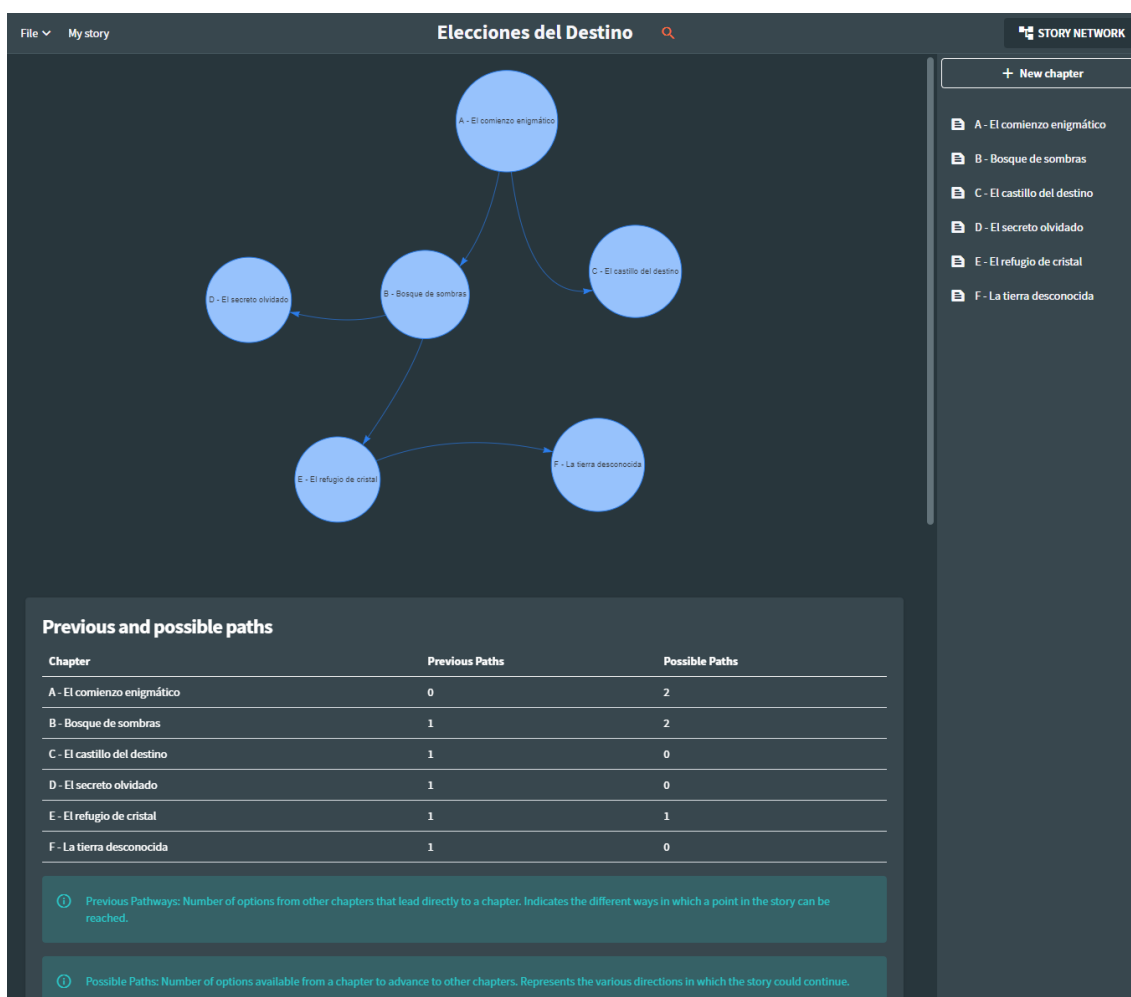 File My story
Elecciones del Destino
STORY NETWORK
+ New chapter
A - El comienzo enigmático
B - Bosque de sombras
C - El castillo del destino
D - El secreto olvidado
E - El refugio de cristal
F - La tierra desconocida
A - El comienzo enigmático
C - El castillo del destino
B - Bosque de sombras
D - El secreto olvidado
F - La tierra desconocida
E - El refugio de cristal
Previous and possible paths
Chapter Previous Paths Possible Paths
A - El comienzo enigmático 0 2
B - Bosque de sombras 1 2
C - El castillo del destino 1 0
D - El secreto olvidado 1 0
E - El refugio de cristal 1 1
F - La tierra desconocida 1 0
Previous Pathways: Number of options from other chapters that lead directly to a chapter. Indicates the different ways in which a point in the story can be
reached.
Possible Paths: Number of options available from a chapter to advance to other chapters. Represents the various directions in which the story could continue.